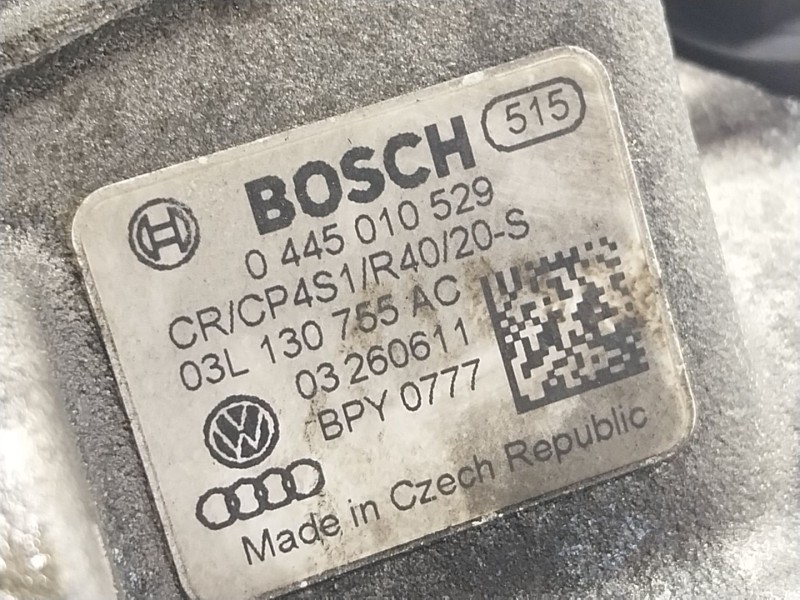 BOSCH 515
0 445 010 529
CR/CP4S1/R40/20-S
03L 130 755 AC
03 260611
BPY 0777
Made in Czech Republic